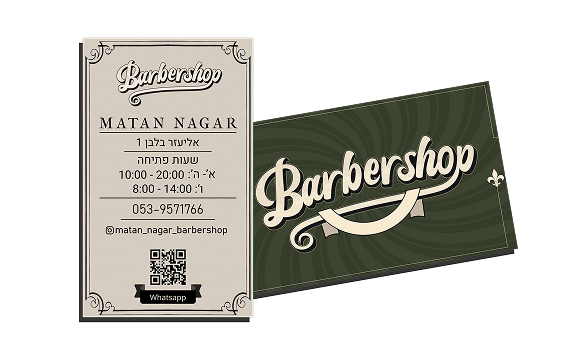 Barbershop
MATAN NAGAR
אליעזר בלבן 1
שעות פתיחה
א'- ה': 20:00 - 10:00
ו': 14:00 - 8:00
053-9571766
@matan_nagar_barbershop
Whatsapp
Barbershop